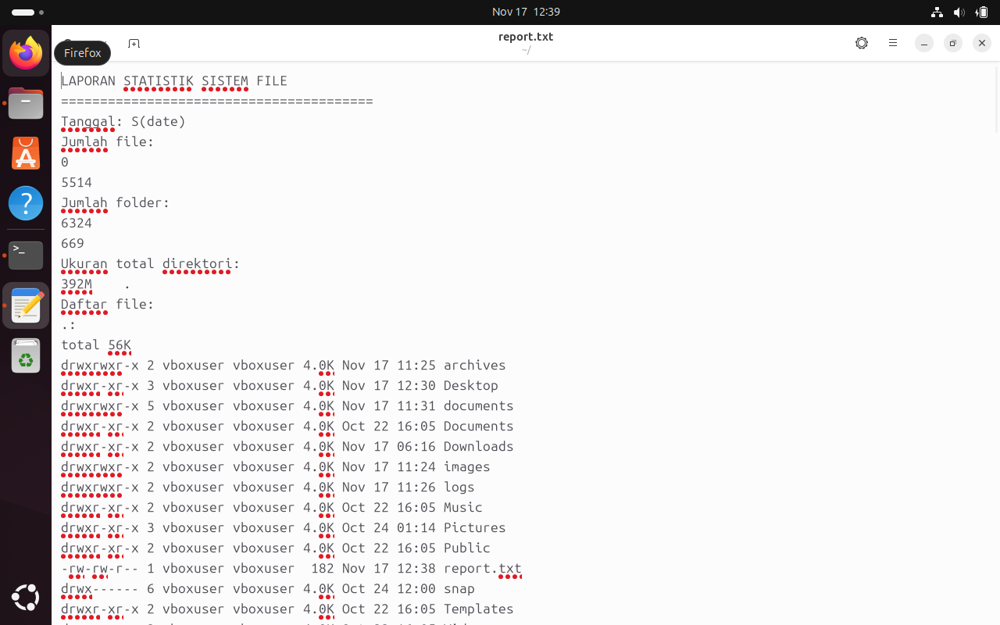 Nov 17 12:39
report.txt
~/
Firefox
LAPORAN STATISTIK SISTEM FILE
========================================
Tanggal: S(date)
Jumlah file:
0
5514
Jumlah folder:
6324
669
Ukuran total direktori:
392M .
Daftar file:
.:
total 56K
drwxrwxr-x 2 vboxuser vboxuser 4.0K Nov 17 11:25 archives
drwxr-xr-x 3 vboxuser vboxuser 4.0K Nov 17 12:30 Desktop
drwxrwxr-x 5 vboxuser vboxuser 4.0K Nov 17 11:31 documents
drwxr-xr-x 2 vboxuser vboxuser 4.0K Oct 22 16:05 Documents
drwxr-xr-x 2 vboxuser vboxuser 4.0K Nov 17 06:16 Downloads
drwxrwxr-x 2 vboxuser vboxuser 4.0K Nov 17 11:24 images
drwxrwxr-x 2 vboxuser vboxuser 4.0K Nov 17 11:26 logs
drwxr-xr-x 2 vboxuser vboxuser 4.0K Oct 22 16:05 Music
drwxr-xr-x 3 vboxuser vboxuser 4.0K Oct 24 01:14 Pictures
drwxr-xr-x 2 vboxuser vboxuser 4.0K Oct 22 16:05 Public
-rw-rw-r-- 1 vboxuser vboxuser 182 Nov 17 12:38 report.txt
drwx------ 6 vboxuser vboxuser 4.0K Oct 24 12:00 snap
drwxr-xr-x 2 vboxuser vboxuser 4.0K Oct 22 16:05 Templates